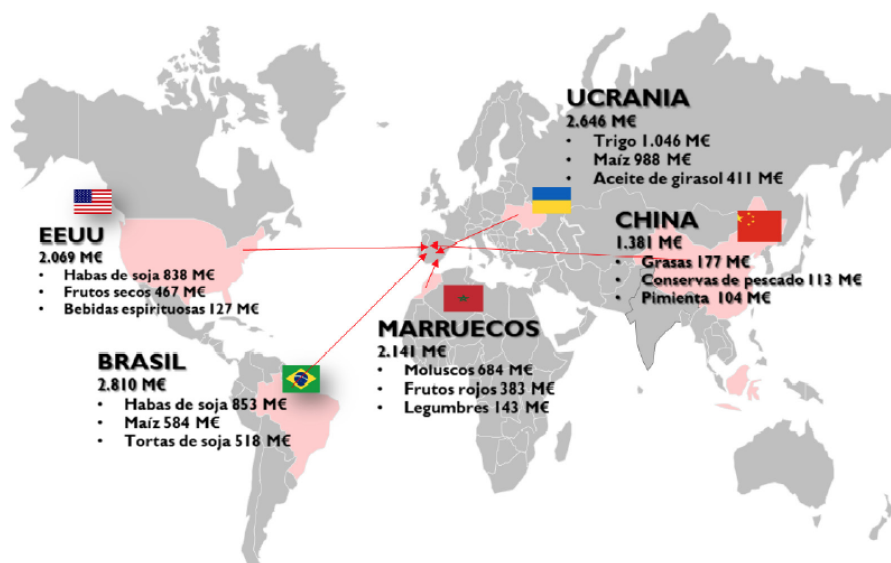 UCRANIA
2.646 M€
• Trigo 1.046 M€
• Maíz 988 M€
• Aceite de girasol 411 M€
EEUU
2.069 M€
• Habas de soja 838 M€
• Frutos secos 467 M€
• Bebidas espirituosas 127 M€
CHINA
1.381 M€
• Grasas 177 M€
• Conservas de pescado 113 M€
• Pimienta 104 M€
MARRUECOS
2.141 M€
• Moluscos 684 M€
• Frutos rojos 383 M€
• Legumbres 143 M€
BRASIL
2.810 M€
• Habas de soja 853 M€
• Maíz 584 M€
• Tortas de soja 518 M€